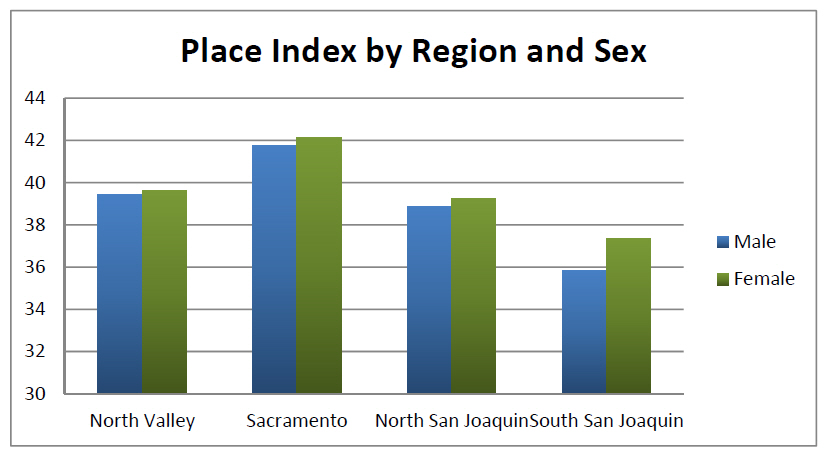 Place Index by Region and Sex
44
42
40
38
36
34
32
30
North Valley Sacramento North San Joaquin South San Joaquin
Male
Female